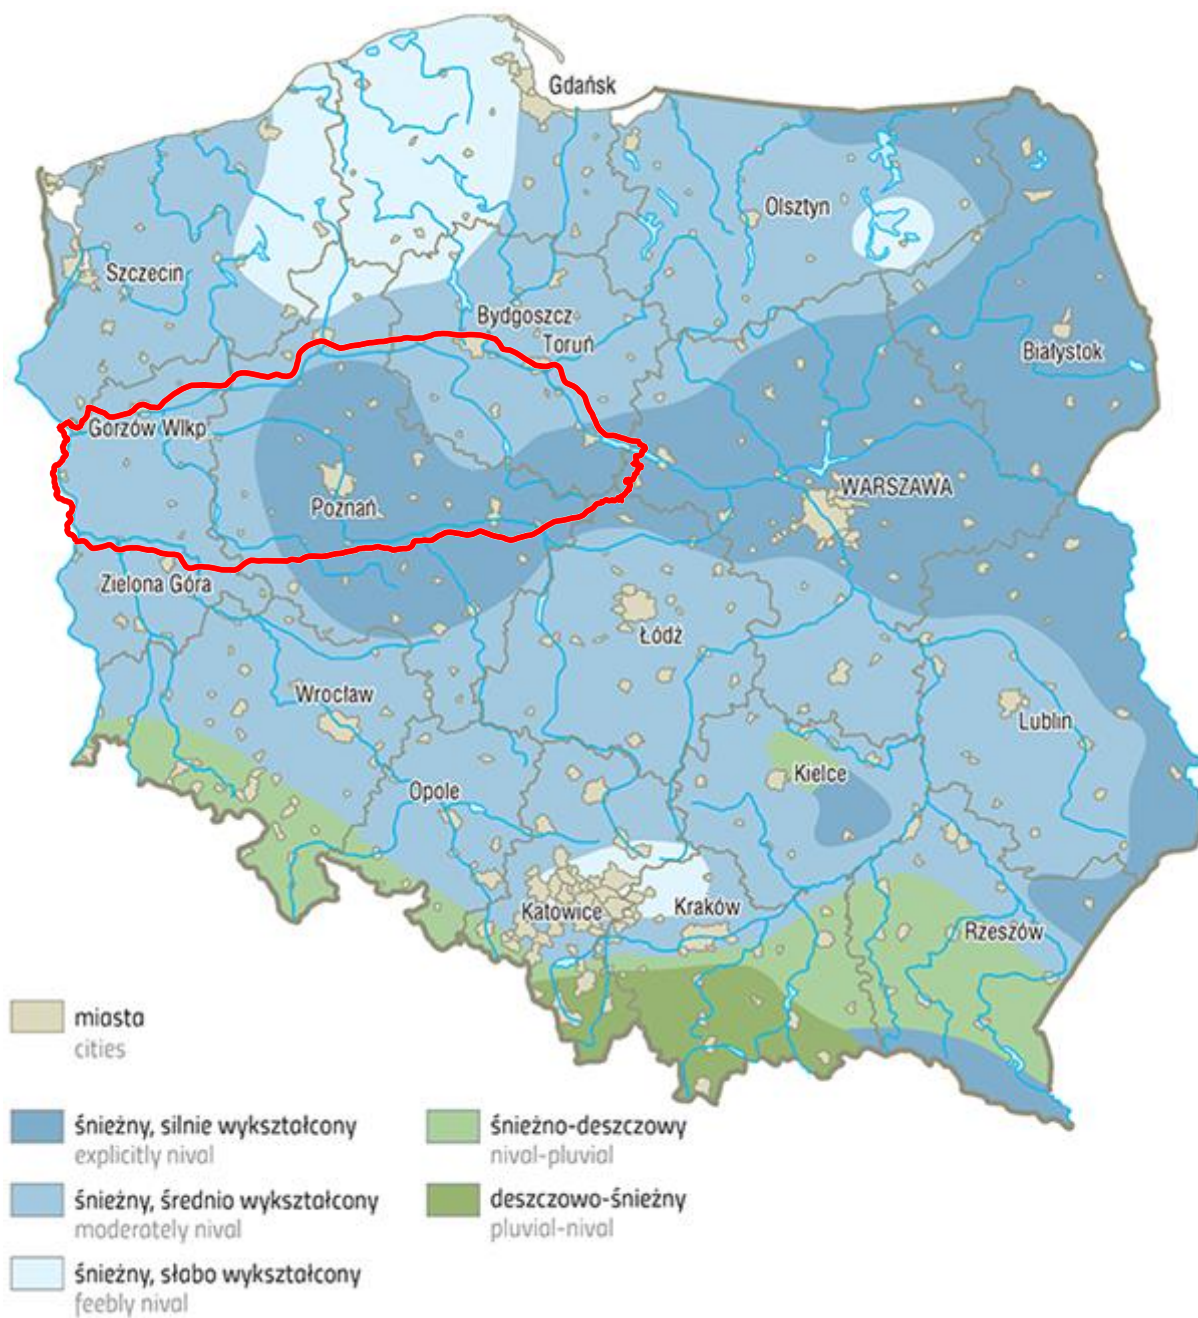 Gdańsk
Olsztyn
Szczecin
Bydgoszcz
Toruń
Białystok
Gorzów Wlkp.
WARSZAWA
Poznań
Zielona Góra
Łódź
Wrocław
Lublin
Kielce
Opole
Katowice
Kraków
Rzeszów
miasta
cities
śnieżny, silnie wykształcony
explicitly nival
śnieżny, średnio wykształcony
moderately nival
śnieżny, słabo wykształcony
feebly nival
śnieżno-deszczowy
nival-pluvial
deszczowo-śnieżny
pluvial-nival